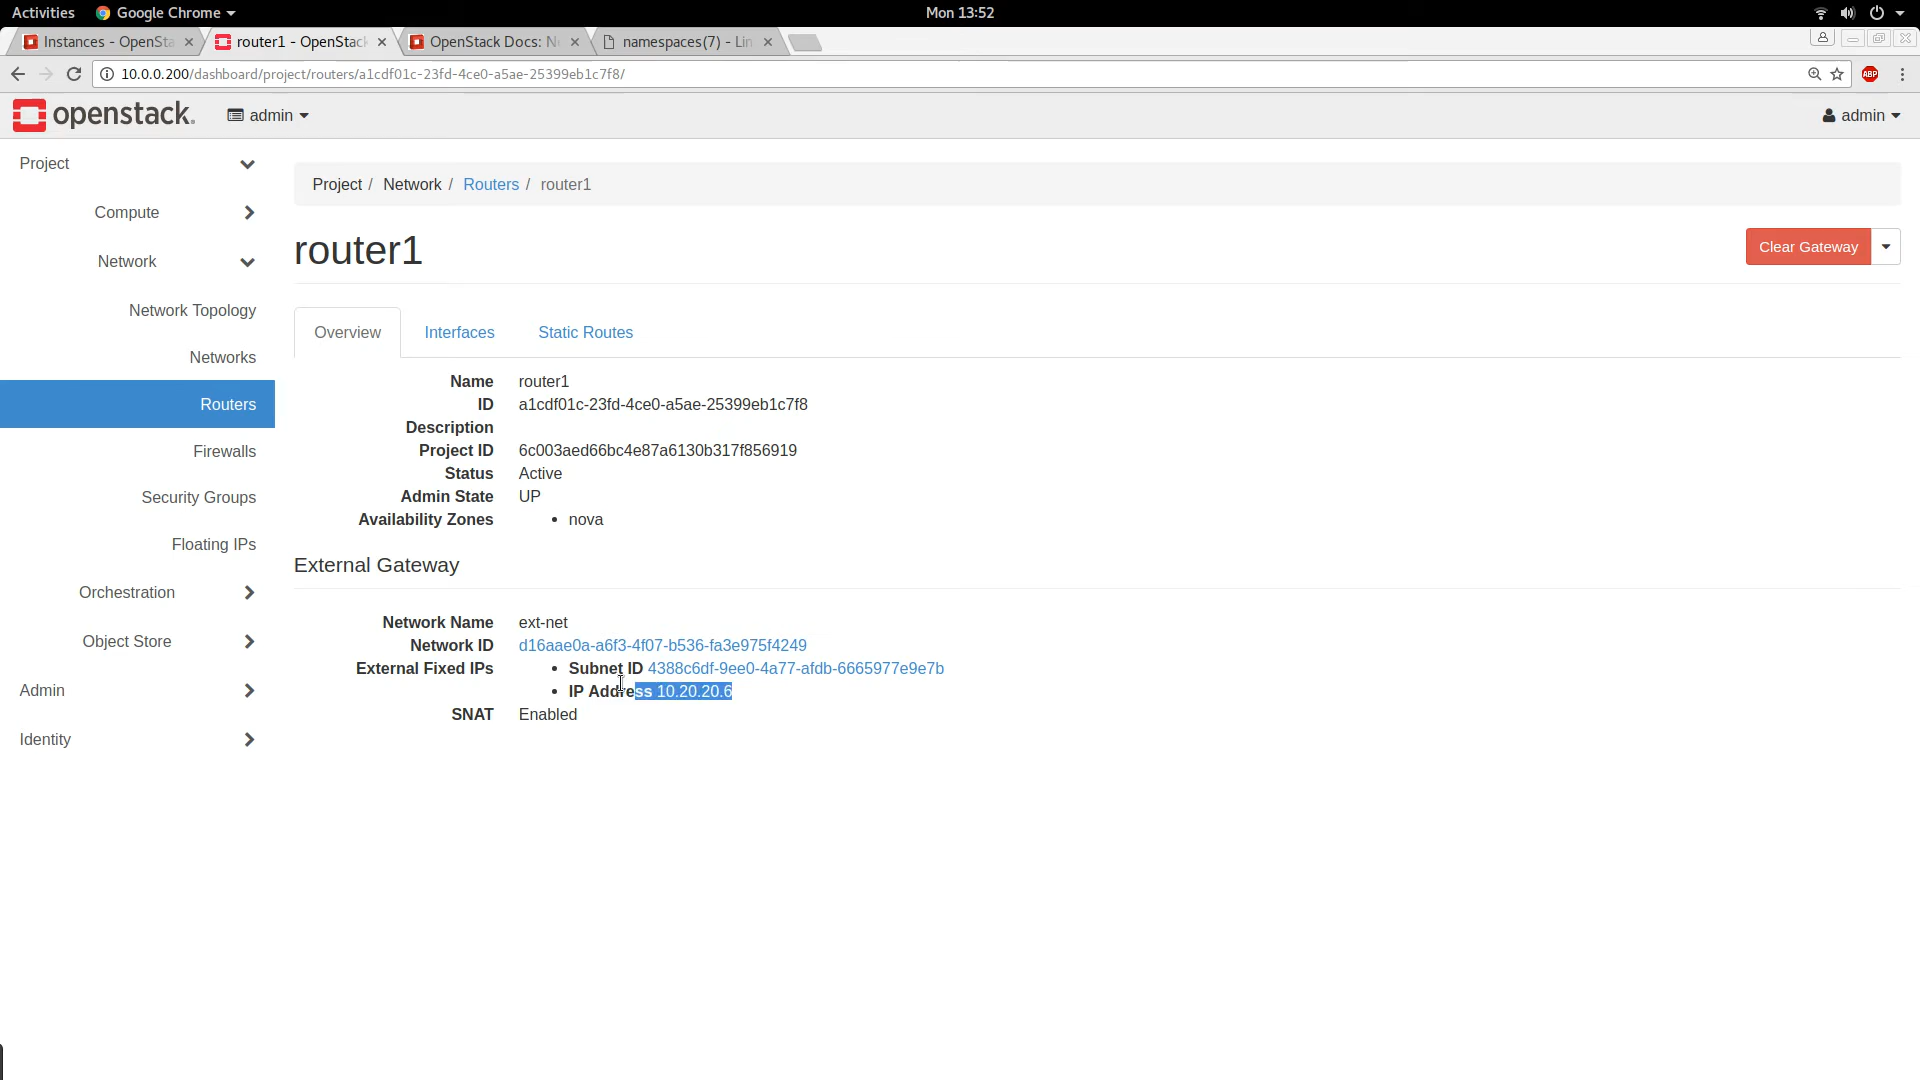 Activities Google Chrome Mon 13:52
Instances - OpenSta router1 - OpenStack OpenStack Docs: N namespaces(7) - Lin
10.0.0.200/dashboard/project/routers/a1cdf01c-23fd-4ce0-a5ae-25399eb1c7f8/ ABP
openstack. admin admin
Project
Compute
Network
Network Topology
Networks
Routers
Firewalls
Security Groups
Floating IPs
Orchestration
Object Store
Admin
Identity
Project / Network / Routers / router1
router1 Clear Gateway
Overview Interfaces Static Routes
Name router1
ID a1cdf01c-23fd-4ce0-a5ae-25399eb1c7f8
Description
Project ID 6c003aed66bc4e87a6130b317f856919
Status Active
Admin State UP
Availability Zones • nova
External Gateway
Network Name ext-net
Network ID d16aae0a-a6f3-4f07-b536-fa3e975f4249
External Fixed IPs • Subnet ID 4388c6df-9ee0-4a77-afdb-6665977e9e7b
• IP Address 10.20.20.6
SNAT Enabled